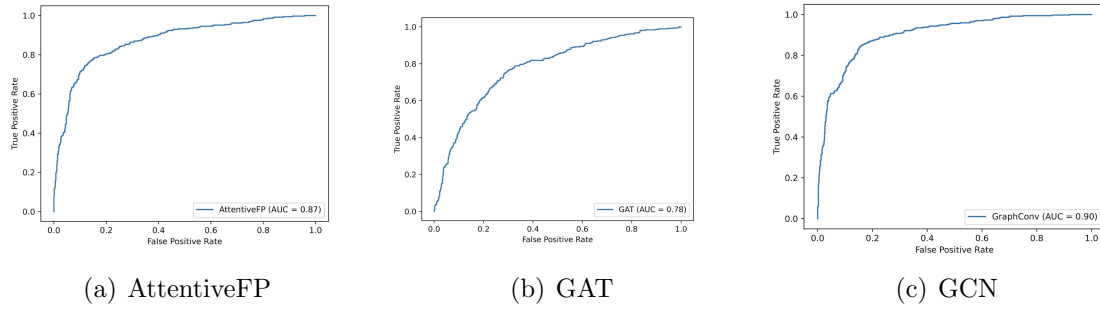 1.0
0.8
0.6
0.4
0.2
0.0
True Positive Rate
AttentiveFP (AUC = 0.87)
0.0 0.2 0.4 0.6 0.8 1.0
False Positive Rate
(a) AttentiveFP
1.0
0.8
0.6
0.4
0.2
0.0
True Positive Rate
GAT (AUC = 0.78)
0.0 0.2 0.4 0.6 0.8 1.0
False Positive Rate
(b) GAT
1.0
0.8
0.6
0.4
0.2
0.0
True Positive Rate
GraphConv (AUC = 0.90)
0.0 0.2 0.4 0.6 0.8 1.0
False Positive Rate
(c) GCN